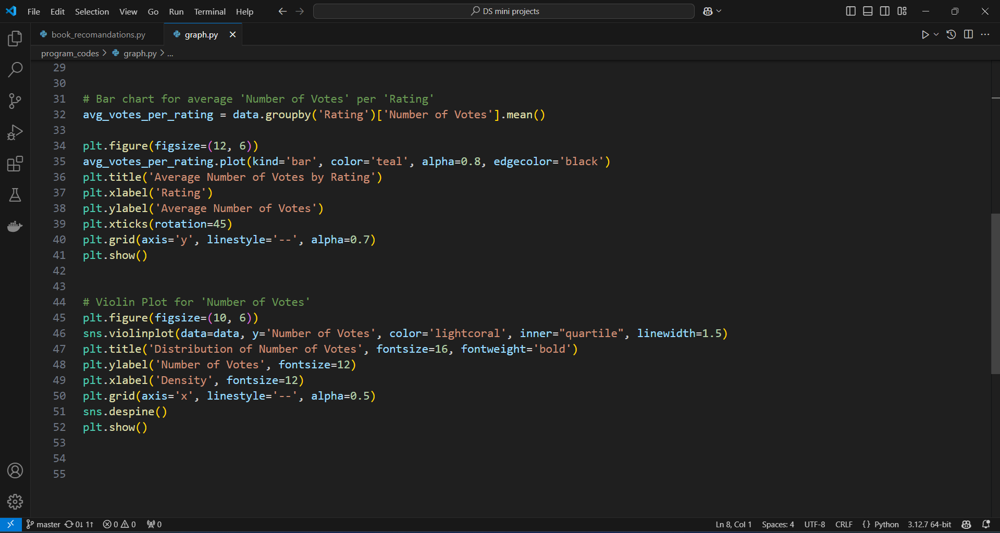 File Edit Selection View Go Run Terminal Help DS mini projects
book_recomandations.py graph.py
program_codes > graph.py > ...
29
30
31 # Bar chart for average 'Number of Votes' per 'Rating'
32 avg_votes_per_rating = data.groupby('Rating')['Number of Votes'].mean()
33
34 plt.figure(figsize=(12, 6))
35 avg_votes_per_rating.plot(kind='bar', color='teal', alpha=0.8, edgecolor='black')
36 plt.title('Average Number of Votes by Rating')
37 plt.xlabel('Rating')
38 plt.ylabel('Average Number of Votes')
39 plt.xticks(rotation=45)
40 plt.grid(axis='y', linestyle='--', alpha=0.7)
41 plt.show()
42
43
44 # Violin Plot for 'Number of Votes'
45 plt.figure(figsize=(10, 6))
46 sns.violinplot(data=data, y='Number of Votes', color='lightcoral', inner="quartile", linewidth=1.5)
47 plt.title('Distribution of Number of Votes', fontsize=16, fontweight='bold')
48 plt.ylabel('Number of Votes', fontsize=12)
49 plt.xlabel('Density', fontsize=12)
50 plt.grid(axis='x', linestyle='--', alpha=0.5)
51 sns.despine()
52 plt.show()
53
54
55
master 0↓ 1↑ 0 0 0 Ln 8, Col 1 Spaces: 4 UTF-8 CRLF {} Python 3.12.7 64-bit